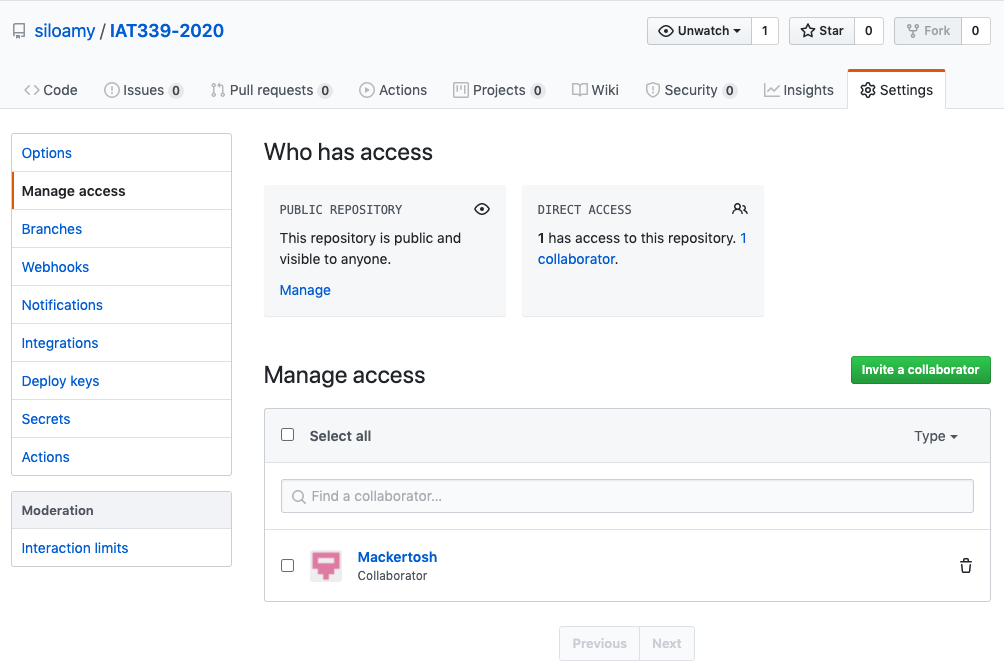 siloamy / IAT339-2020
Unwatch 1 Star 0 Fork 0
Code Issues 0 Pull requests 0 Actions Projects 0 Wiki Security 0 Insights Settings
Options
Manage access
Branches
Webhooks
Notifications
Integrations
Deploy keys
Secrets
Actions
Moderation
Interaction limits
Who has access
PUBLIC REPOSITORY
This repository is public and
visible to anyone.
Manage
DIRECT ACCESS
1 has access to this repository. 1
collaborator.
Manage access
Invite a collaborator
Select all Type
Find a collaborator...
Mackertosh
Collaborator
Previous Next